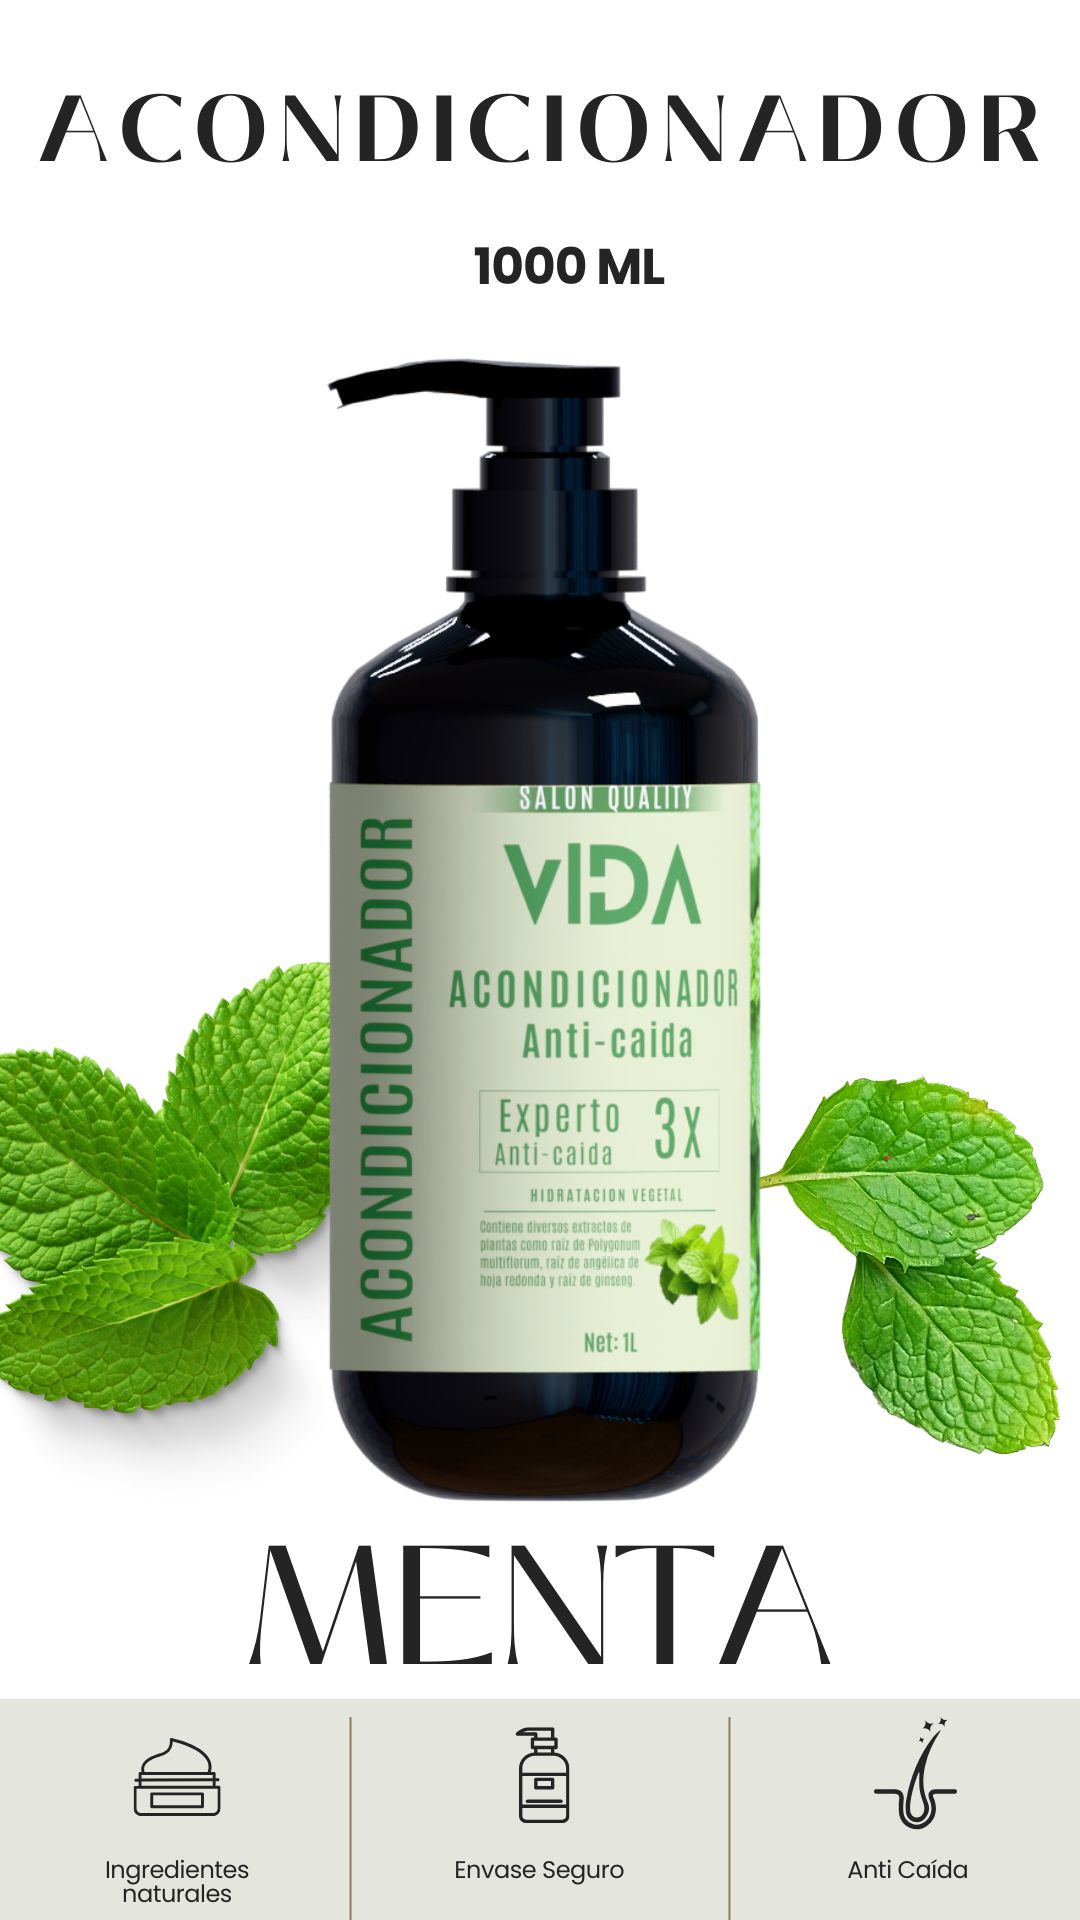 ACONDICIONADOR
1000 ML
SALON QUALITY
VIDA
ACONDICIONADOR
ACONDICIONADOR
Anti-caida
Experto
Anti-caida
3x
HIDRATACION VEGETAL
Contiene diversos extractos de
plantas como raíz de Polygonum
multiflorum, raíz de angélica de
hoja redonda y raíz de ginseng.
Net: 1L
MENTA
Ingredientes
naturales
Envase Seguro
Anti Caída